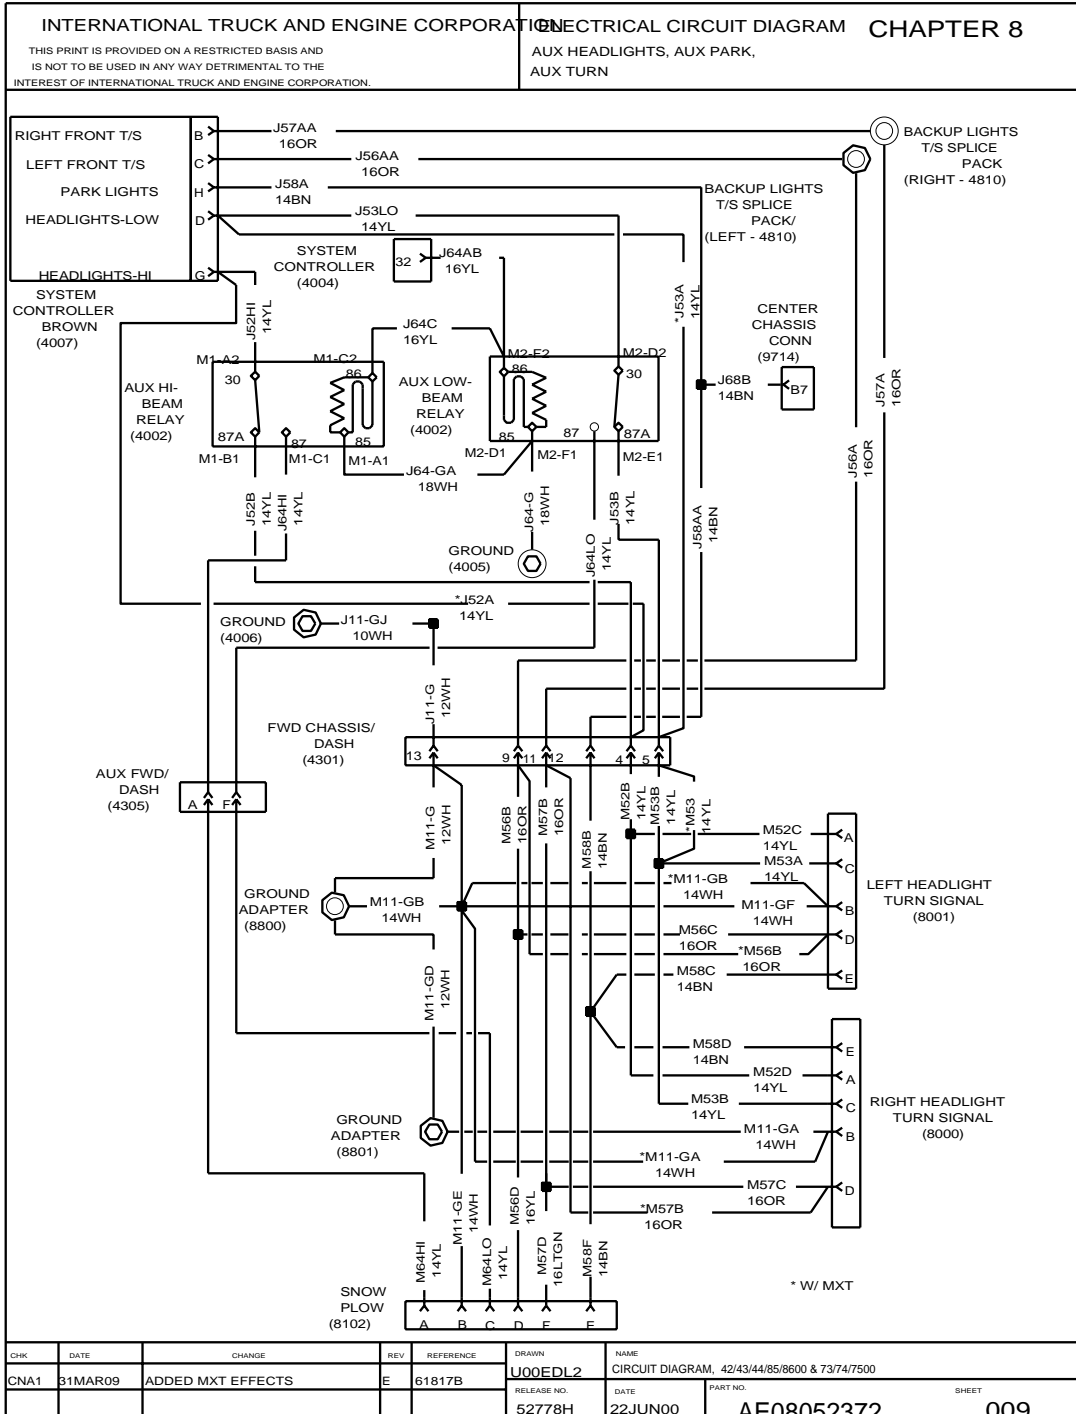 INTERNATIONAL TRUCK AND ENGINE CORPORATION
THIS PRINT IS PROVIDED ON A RESTRICTED BASIS AND
IS NOT TO BE USED IN ANY WAY DETRIMENTAL TO THE
INTEREST OF INTERNATIONAL TRUCK AND ENGINE CORPORATION.
ELECTRICAL CIRCUIT DIAGRAM
CHAPTER 8
AUX HEADLIGHTS, AUX PARK,
AUX TURN
RIGHT FRONT T/S B
LEFT FRONT T/S C
PARK LIGHTS H
HEADLIGHTS-LOW D
HEADLIGHTS-HI G
SYSTEM
CONTROLLER
BROWN
(4007)
J57AA
16OR
J56AA
16OR
J58A
14BN
J53LO
14YL
BACKUP LIGHTS
T/S SPLICE
PACK
(RIGHT - 4810)
BACKUP LIGHTS
T/S SPLICE
PACK/
(LEFT - 4810)
SYSTEM
CONTROLLER
(4004)
32
J64AB
16YL
J52HI
14YL
*J53A
14YL
CENTER
CHASSIS
CONN
(9714)
J68B
14BN
B7
J57A
16OR
J56A
16OR
J64C
16YL
M1-A2
M1-C2
30
86
AUX HI-
BEAM
RELAY
(4002)
87A
87
85
M1-B1
M1-C1
M1-A1
AUX LOW-
BEAM
RELAY
(4002)
M2-F2
M2-D2
86
30
85
87
87A
M2-D1
M2-F1
M2-E1
J64-GA
18WH
J52B
14YL
J64HI
14YL
J64-G
18WH
J64LO
14YL
J53B
14YL
J58AA
14BN
GROUND
(4005)
*J52A
14YL
GROUND
(4006)
J11-GJ
10WH
J11-G
12WH
FWD CHASSIS/
DASH
(4301)
13
9
11
12
4
5
AUX FWD/
DASH
(4305)
A
F
M11-G
12WH
M56B
16OR
M57B
16OR
M58B
14BN
M52B
14YL
M53B
14YL
*M53
14YL
M52C
14YL
M53A
14YL
*M11-GB
14WH
M11-GF
14WH
M56C
16OR
*M56B
16OR
M58C
14BN
A
C
B
D
E
LEFT HEADLIGHT
TURN SIGNAL
(8001)
GROUND
ADAPTER
(8800)
M11-GB
14WH
M11-GD
12WH
M58D
14BN
M52D
14YL
M53B
14YL
M11-GA
14WH
*M11-GA
14WH
M57C
16OR
*M57B
16OR
E
A
C
B
D
RIGHT HEADLIGHT
TURN SIGNAL
(8000)
GROUND
ADAPTER
(8801)
M64HI
14YL
M11-GE
14WH
M64LO
14YL
M56D
16YL
M57D
16LTGN
M58F
14BN
SNOW
PLOW
(8102)
A B C D E F
* W/ MXT
CHK DATE CHANGE REV REFERENCE
CNA1 31MAR09 ADDED MXT EFFECTS E 61817B
DRAWN
U00EDL2
NAME
CIRCUIT DIAGRAM, 42/43/44/85/8600 & 73/74/7500
RELEASE NO.
52778H
DATE
22JUN00
PART NO.
AE08052372
SHEET
009